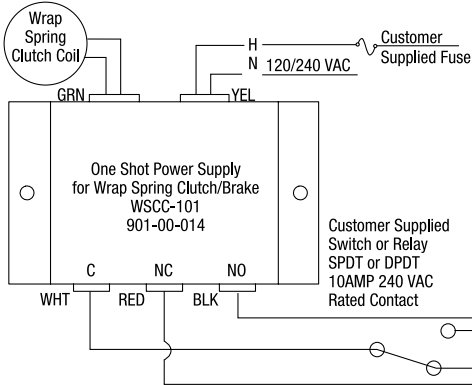 Wrap
Spring
Clutch Coil
H
Customer
Supplied Fuse
N 120/240 VAC
GRN
YEL
One Shot Power Supply
for Wrap Spring Clutch/Brake
WSCC-101
901-00-014
Customer Supplied
Switch or Relay
SPDT or DPDT
10AMP 240 VAC
Rated Contact
C NC NO
WHT RED BLK